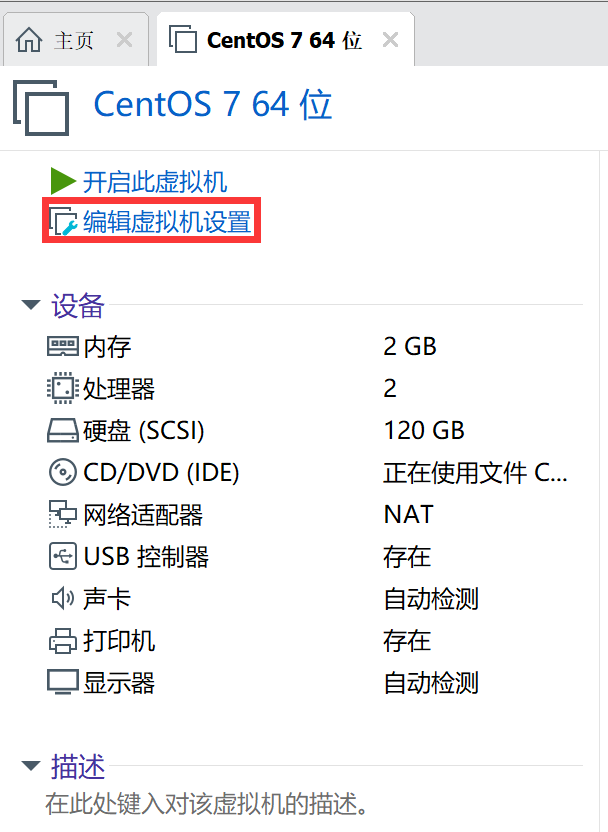 主页
CentOS 7 64 位
CentOS 7 64 位
开启此虚拟机
编辑虚拟机设置
设备
内存 2 GB
处理器 2
硬盘 (SCSI) 120 GB
CD/DVD (IDE) 正在使用文件 C...
网络适配器 NAT
USB 控制器 存在
声卡 自动检测
打印机 存在
显示器 自动检测
描述
在此处键入对该虚拟机的描述。